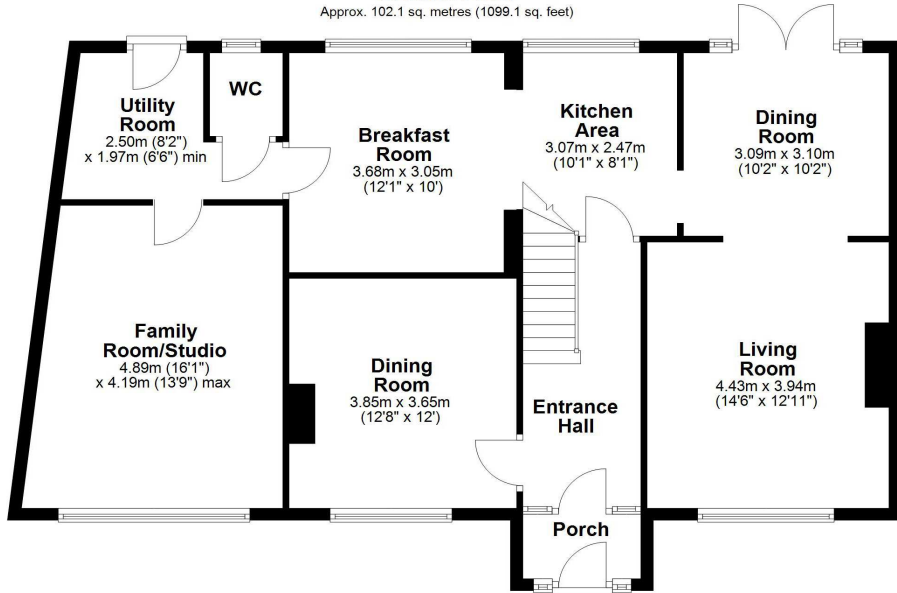 Approx. 102.1 sq. metres (1099.1 sq. feet)
Utility
Room
2.50m (8'2")
x 1.97m (6'6") min
WC
Breakfast
Room
3.68m x 3.05m
(12'1" x 10')
Kitchen
Area
3.07m x 2.47m
(10'1" x 8'1")
Dining
Room
3.09m x 3.10m
(10'2" x 10'2")
Family
Room/Studio
4.89m (16'1")
x 4.19m (13'9") max
Dining
Room
3.85m x 3.65m
(12'8" x 12')
Entrance
Hall
Living
Room
4.43m x 3.94m
(14'6" x 12'11")
Porch